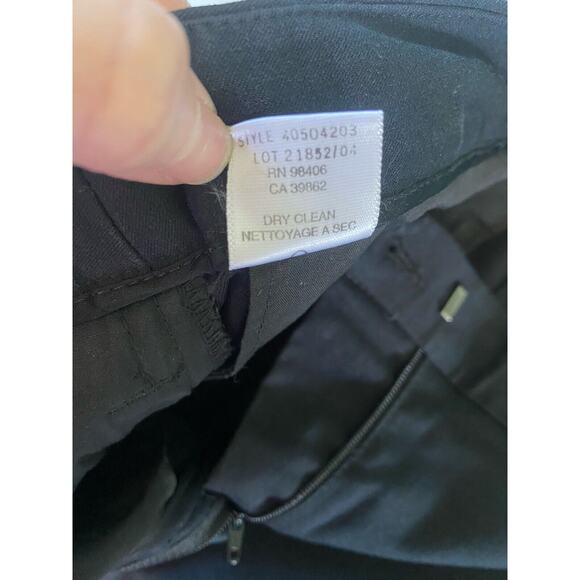 STYLE 40504203
LOT 21852/04
RN 98406
CA 39862
DRY CLEAN
NETTOYAGE A SEC